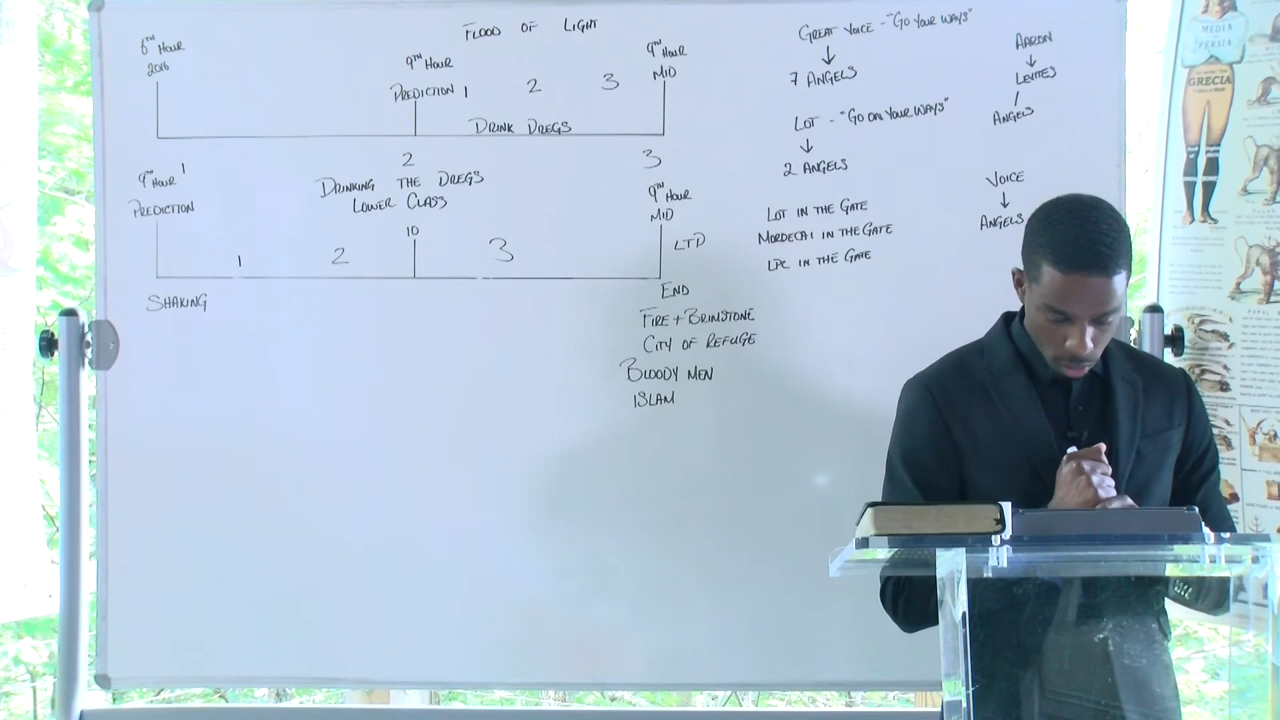 FLOOD OF LIGHT
6TH HOUR
2016
9TH HOUR
PREDICTION 1 2 3
9TH HOUR
MID
DRINK DREGS
2
3
9TH HOUR 1
PREDICTION
DRINKING THE DREGS
LOWER CLASS
10
9TH HOUR
MID
1 2 3
LTD
SHAKING
END
FIRE + BRIMSTONE
CITY OF REFUGE
BLOODY MEN
ISLAM
GREAT VOICE - "GO YOUR WAYS"
7 ANGELS
LOT - "GO ON YOUR WAYS"
2 ANGELS
LOT IN THE GATE
MORDECAI IN THE GATE
LPC IN THE GATE
AARON
LEVITES
ANGELS
VOICE
ANGELS
MEDIA
PERSIA
GRECIA